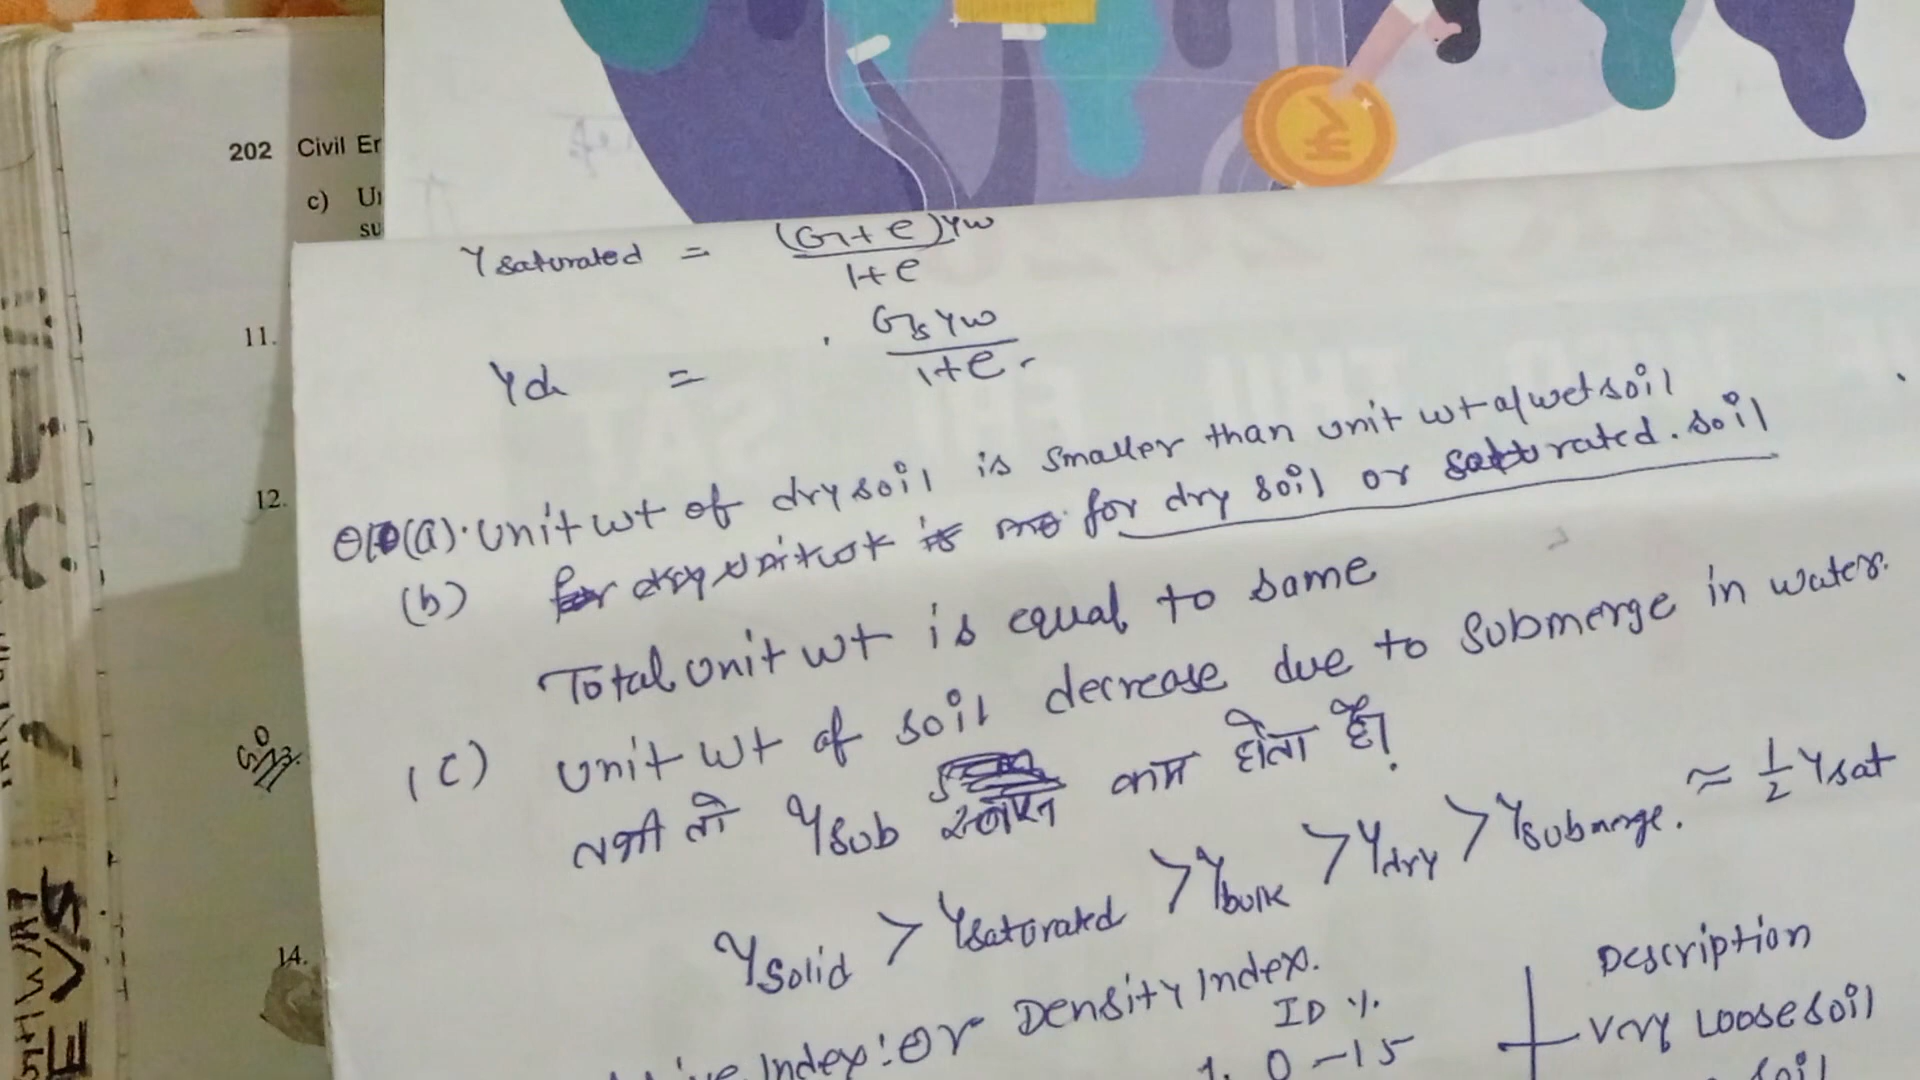 202 Civil Er
c) U
su
11.
12.
14.
γ saturated = (G+e)γw
1+e
γd = Gsγw
1+e
(a). Unit wt of dry soil is smaller than unit wt of wet soil
(b) for dry soil or saturated. soil
Total unit wt is equal to same
(c) unit wt of soil decrease due to submerge in water.
γsub कम होता है।
γsolid > γsaturated > γbulk > γdry > γsubmerge. ≈ 1/2 γsat
Index: or Density Index.
ID %. Description
1. 0-15 very Loose soil
soil